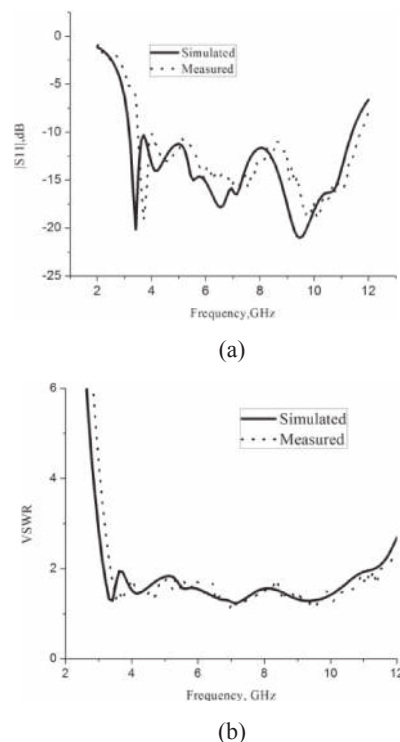 0
-5
-10
-15
-20
-25
|S11|,dB
Simulated
Measured
2 4 6 8 10 12
Frequency,GHz
(a)
6
4
2
0
VSWR
Simulated
Measured
2 4 6 8 10 12
Frequency, GHz
(b)